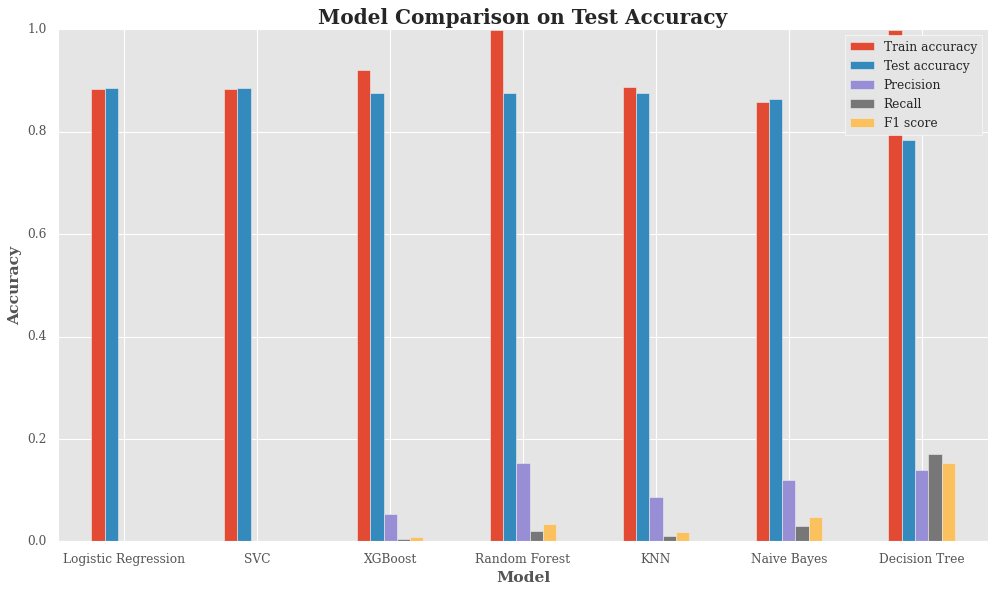 Model Comparison on Test Accuracy
1.0
0.8
0.6
0.4
0.2
0.0
Accuracy
Train accuracy
Test accuracy
Precision
Recall
F1 score
Logistic Regression
SVC
XGBoost
Random Forest
KNN
Naive Bayes
Decision Tree
Model